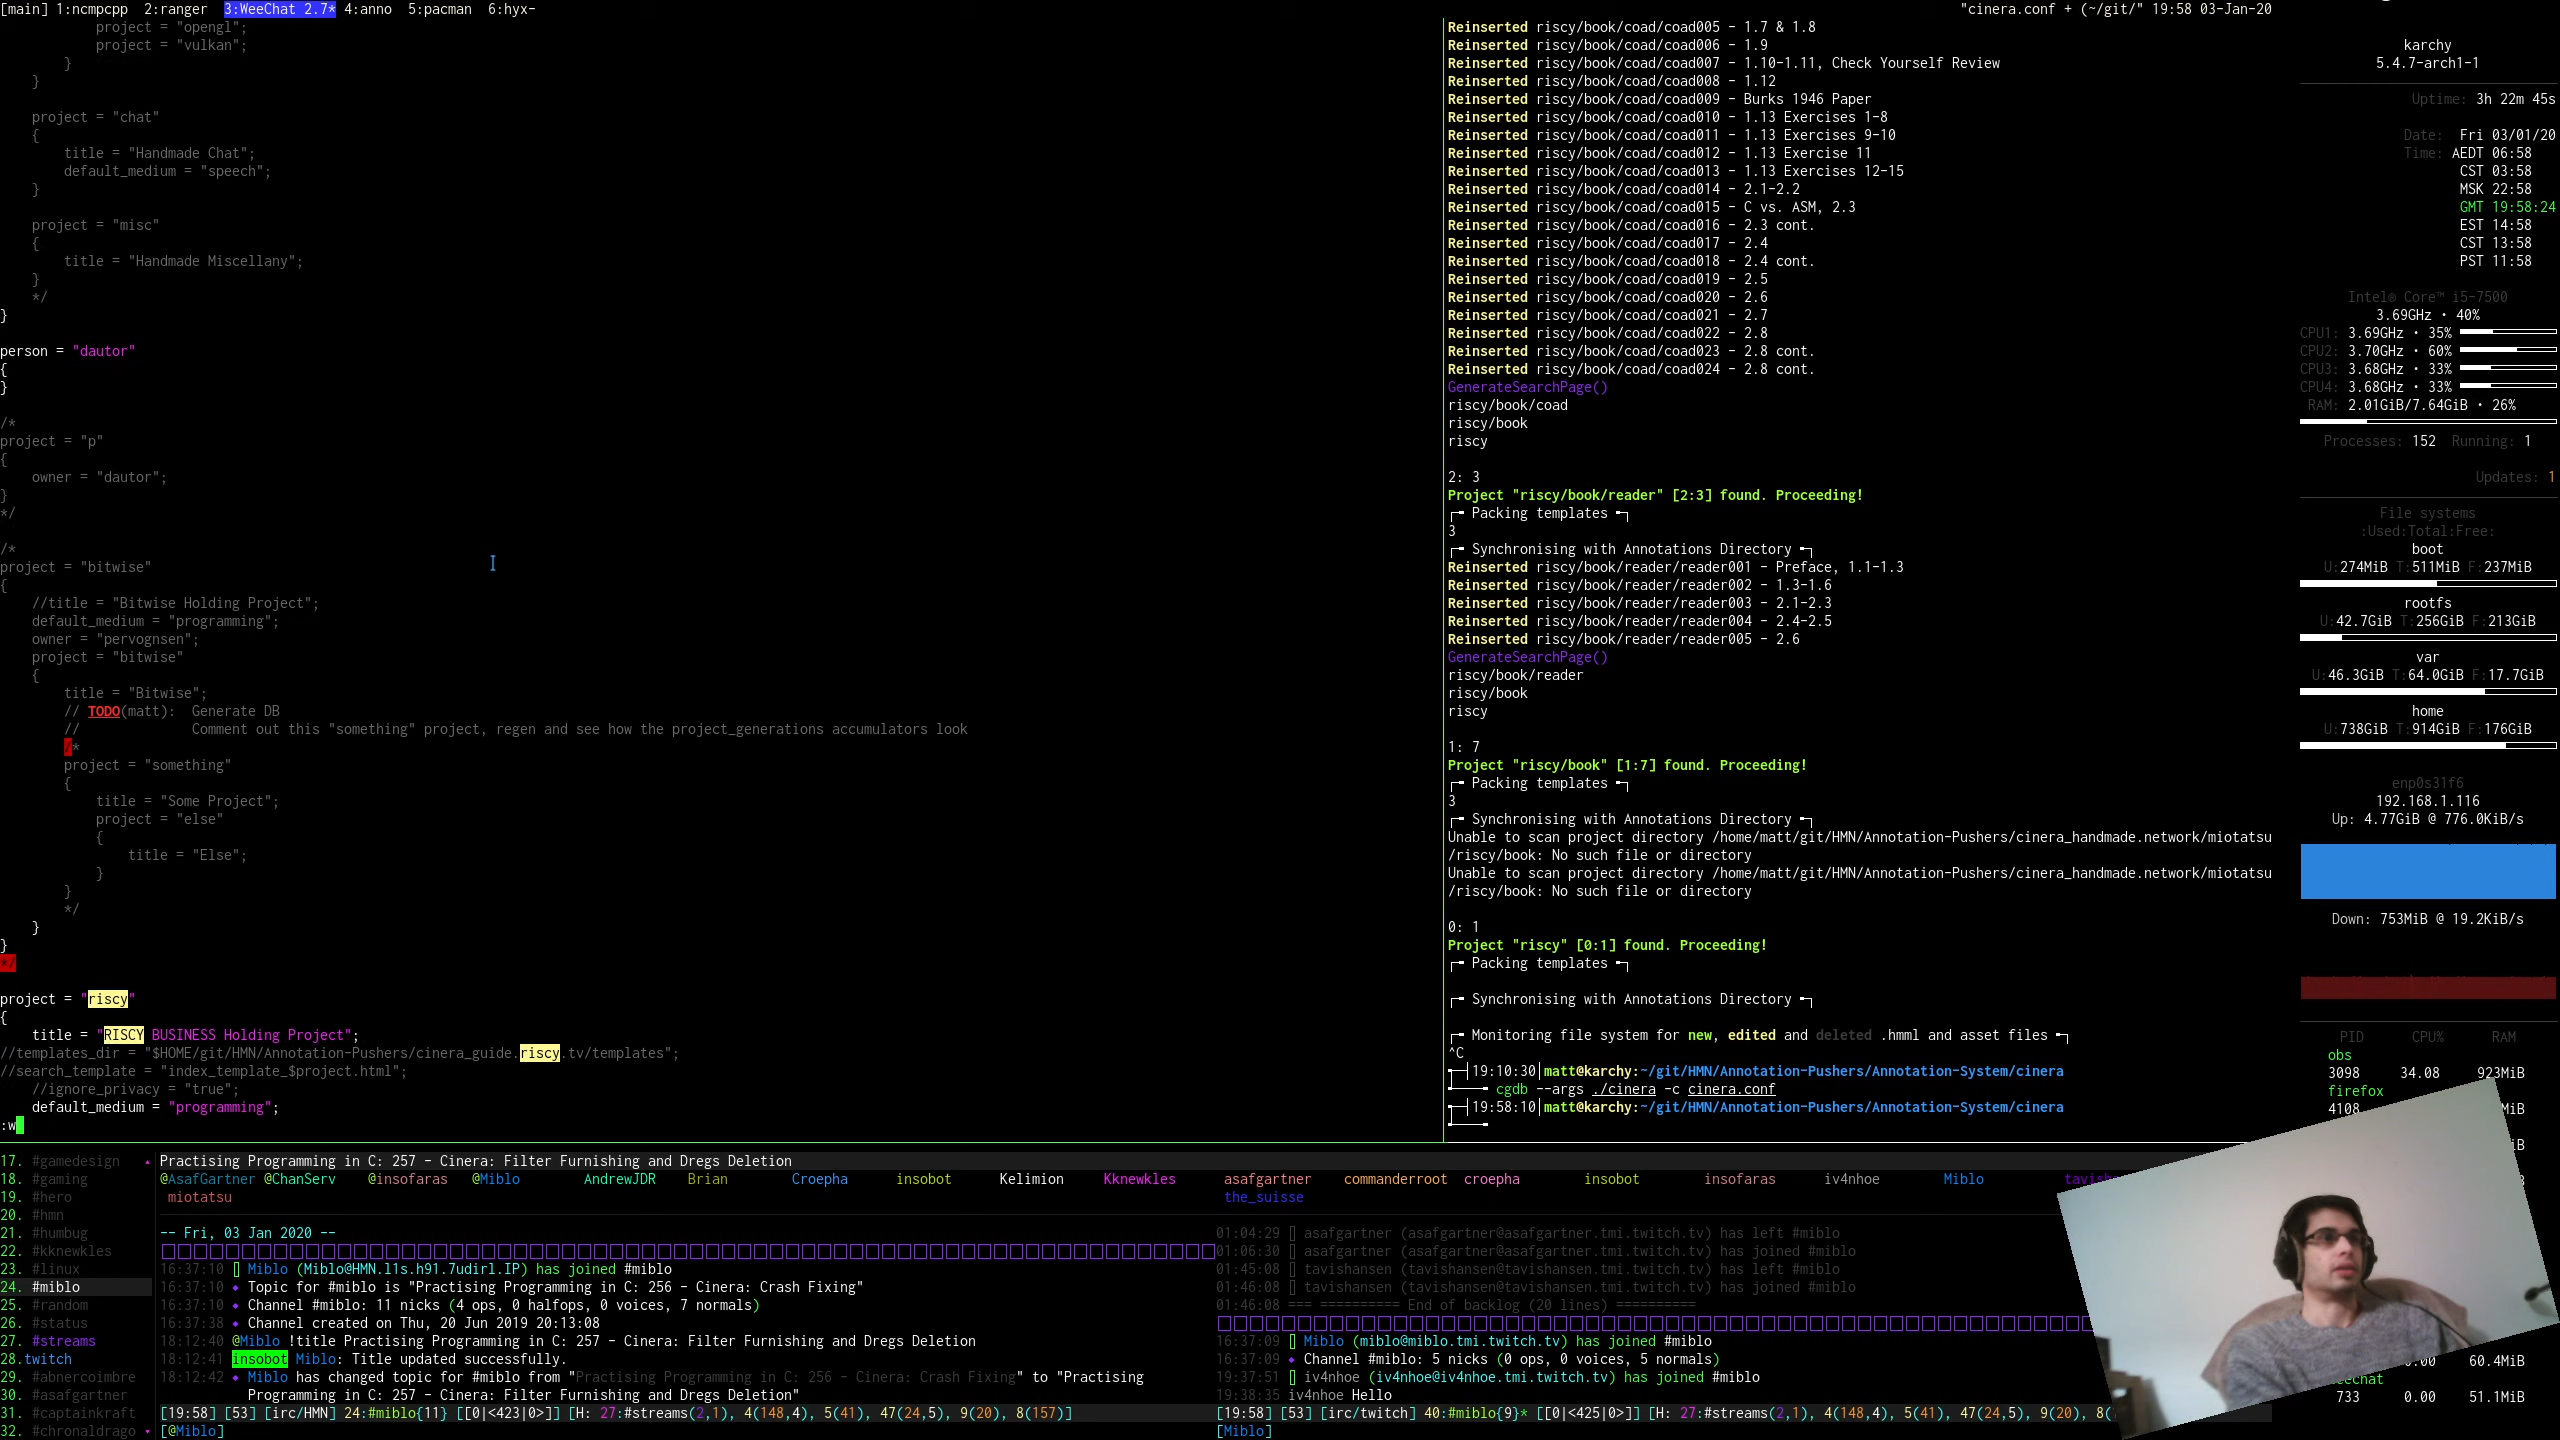 [main] 1:ncmpcpp  2:ranger  3:WeeChat 2.7* 4:anno  5:pacman  6:hyx-
"cinera.conf + (~/git/" 19:58 03-Jan-20
project = "opengl"
project = "vulkan";
}
}
project = "chat"
{
title = "Handmade Chat";
default_medium = "speech";
}
project = "misc"
{
title = "Handmade Miscellany";
}
*/
}
person = "dautor"
{
}
/*
project = "p"
{
owner = "dautor";
}
*/
/*
project = "bitwise"
{
//title = "Bitwise Holding Project";
default_medium = "programming";
owner = "pervognsen";
project = "bitwise"
{
title = "Bitwise";
// TODO(matt):  Generate DB
//              Comment out this "something" project, regen and see how the project_generations accumulators look
/*
project = "something"
{
title = "Some Project";
project = "else"
{
title = "Else";
}
}
*/
}
}
*/
project = "riscy"
{
title = "RISCY BUSINESS Holding Project";
//templates_dir = "$HOME/git/HMN/Annotation-Pushers/cinera_guide.riscy.tv/templates";
//search_template = "index_template_$project.html";
//ignore_privacy = "true";
default_medium = "programming";
:w
Reinserted riscy/book/coad/coad005 - 1.7 & 1.8
Reinserted riscy/book/coad/coad006 - 1.9
Reinserted riscy/book/coad/coad007 - 1.10-1.11, Check Yourself Review
Reinserted riscy/book/coad/coad008 - 1.12
Reinserted riscy/book/coad/coad009 - Burks 1946 Paper
Reinserted riscy/book/coad/coad010 - 1.13 Exercises 1-8
Reinserted riscy/book/coad/coad011 - 1.13 Exercises 9-10
Reinserted riscy/book/coad/coad012 - 1.13 Exercise 11
Reinserted riscy/book/coad/coad013 - 1.13 Exercises 12-15
Reinserted riscy/book/coad/coad014 - 2.1-2.2
Reinserted riscy/book/coad/coad015 - C vs. ASM, 2.3
Reinserted riscy/book/coad/coad016 - 2.3 cont.
Reinserted riscy/book/coad/coad017 - 2.4
Reinserted riscy/book/coad/coad018 - 2.4 cont.
Reinserted riscy/book/coad/coad019 - 2.5
Reinserted riscy/book/coad/coad020 - 2.6
Reinserted riscy/book/coad/coad021 - 2.7
Reinserted riscy/book/coad/coad022 - 2.8
Reinserted riscy/book/coad/coad023 - 2.8 cont.
Reinserted riscy/book/coad/coad024 - 2.8 cont.
GenerateSearchPage()
riscy/book/coad
riscy/book
riscy
2: 3
Project "riscy/book/reader" [2:3] found. Proceeding!
Packing templates
3
Synchronising with Annotations Directory
Reinserted riscy/book/reader/reader001 - Preface, 1.1-1.3
Reinserted riscy/book/reader/reader002 - 1.3-1.6
Reinserted riscy/book/reader/reader003 - 2.1-2.3
Reinserted riscy/book/reader/reader004 - 2.4-2.5
Reinserted riscy/book/reader/reader005 - 2.6
GenerateSearchPage()
riscy/book/reader
riscy/book
riscy
1: 7
Project "riscy/book" [1:7] found. Proceeding!
Packing templates
3
Synchronising with Annotations Directory
Unable to scan project directory /home/matt/git/HMN/Annotation-Pushers/cinera_handmade.network/miotatsu
/riscy/book: No such file or directory
Unable to scan project directory /home/matt/git/HMN/Annotation-Pushers/cinera_handmade.network/miotatsu
/riscy/book: No such file or directory
0: 1
Project "riscy" [0:1] found. Proceeding!
Packing templates
Synchronising with Annotations Directory
Monitoring file system for new, edited and deleted .hmml and asset files
^C
19:10:30|matt@karchy:~/git/HMN/Annotation-Pushers/Annotation-System/cinera
cgdb --args ./cinera -c cinera.conf
19:58:10|matt@karchy:~/git/HMN/Annotation-Pushers/Annotation-System/cinera
karchy
5.4.7-arch1-1
Uptime: 3h 22m 45s
Date: Fri 03/01/20
Time: AEDT 06:58
CST 03:58
MSK 22:58
GMT 19:58:24
EST 14:58
CST 13:58
PST 11:58
Intel® Core™ i5-7500
3.69GHz • 40%
CPU1: 3.69GHz • 35%
CPU2: 3.70GHz • 60%
CPU3: 3.68GHz • 33%
CPU4: 3.68GHz • 33%
RAM: 2.01GiB/7.64GiB • 26%
Processes: 152  Running: 1
Updates: 1
File systems
:Used:Total:Free:
boot
U:274MiB T:511MiB F:237MiB
rootfs
U:42.7GiB T:256GiB F:213GiB
var
U:46.3GiB T:64.0GiB F:17.7GiB
home
U:738GiB T:914GiB F:176GiB
enp0s31f6
192.168.1.116
Up: 4.77GiB @ 776.0KiB/s
Down: 753MiB @ 19.2KiB/s
PID CPU% RAM
obs
3098 34.08 923MiB
firefox
4108 MiB
0.00 60.4MiB
eechat
733 0.00 51.1MiB
17. #gamedesign
18. #gaming
19. #hero
20. #hmn
21. #humbug
22. #kknewkles
23. #linux
24. #miblo
25. #random
26. #status
27. #streams
28.twitch
29. #abnercoimbre
30. #asafgartner
31. #captainkraft
32. #chronaldrago
Practising Programming in C: 257 - Cinera: Filter Furnishing and Dregs Deletion
@AsafGartner @ChanServ @insofaras @Miblo AndrewJDR Brian Croepha insobot Kelimion Kknewkles
miotatsu
-- Fri, 03 Jan 2020 --
16:37:10 Miblo (Miblo@HMN.l1s.h91.7udirl.IP) has joined #miblo
16:37:10 Topic for #miblo is "Practising Programming in C: 256 - Cinera: Crash Fixing"
16:37:10 Channel #miblo: 11 nicks (4 ops, 0 halfops, 0 voices, 7 normals)
16:37:38 Channel created on Thu, 20 Jun 2019 20:13:08
18:12:40 @Miblo !title Practising Programming in C: 257 - Cinera: Filter Furnishing and Dregs Deletion
18:12:41 insobot Miblo: Title updated successfully.
18:12:42 Miblo has changed topic for #miblo from "Practising Programming in C: 256 - Cinera: Crash Fixing" to "Practising
Programming in C: 257 - Cinera: Filter Furnishing and Dregs Deletion"
[19:58] [53] [irc/HMN] 24:#miblo{11} [[0|<423|0>]] [H: 27:#streams(2,1), 4(148,4), 5(41), 47(24,5), 9(20), 8(157)]
[@Miblo]
asafgartner commanderroot croepha insobot insofaras iv4nhoe Miblo tavis
the_suisse
01:04:29 asafgartner (asafgartner@asafgartner.tmi.twitch.tv) has left #miblo
01:06:30 asafgartner (asafgartner@asafgartner.tmi.twitch.tv) has joined #miblo
01:45:08 tavishansen (tavishansen@tavishansen.tmi.twitch.tv) has left #miblo
01:46:08 tavishansen (tavishansen@tavishansen.tmi.twitch.tv) has joined #miblo
01:46:08 === ========== End of backlog (20 lines) ==========
16:37:09 Miblo (miblo@miblo.tmi.twitch.tv) has joined #miblo
16:37:09 Channel #miblo: 5 nicks (0 ops, 0 voices, 5 normals)
19:37:51 iv4nhoe (iv4nhoe@iv4nhoe.tmi.twitch.tv) has joined #miblo
19:38:35 iv4nhoe Hello
[19:58] [53] [irc/twitch] 40:#miblo{9}* [[0|<425|0>]] [H: 27:#streams(2,1), 4(148,4), 5(41), 47(24,5), 9(20), 8(
[Miblo]